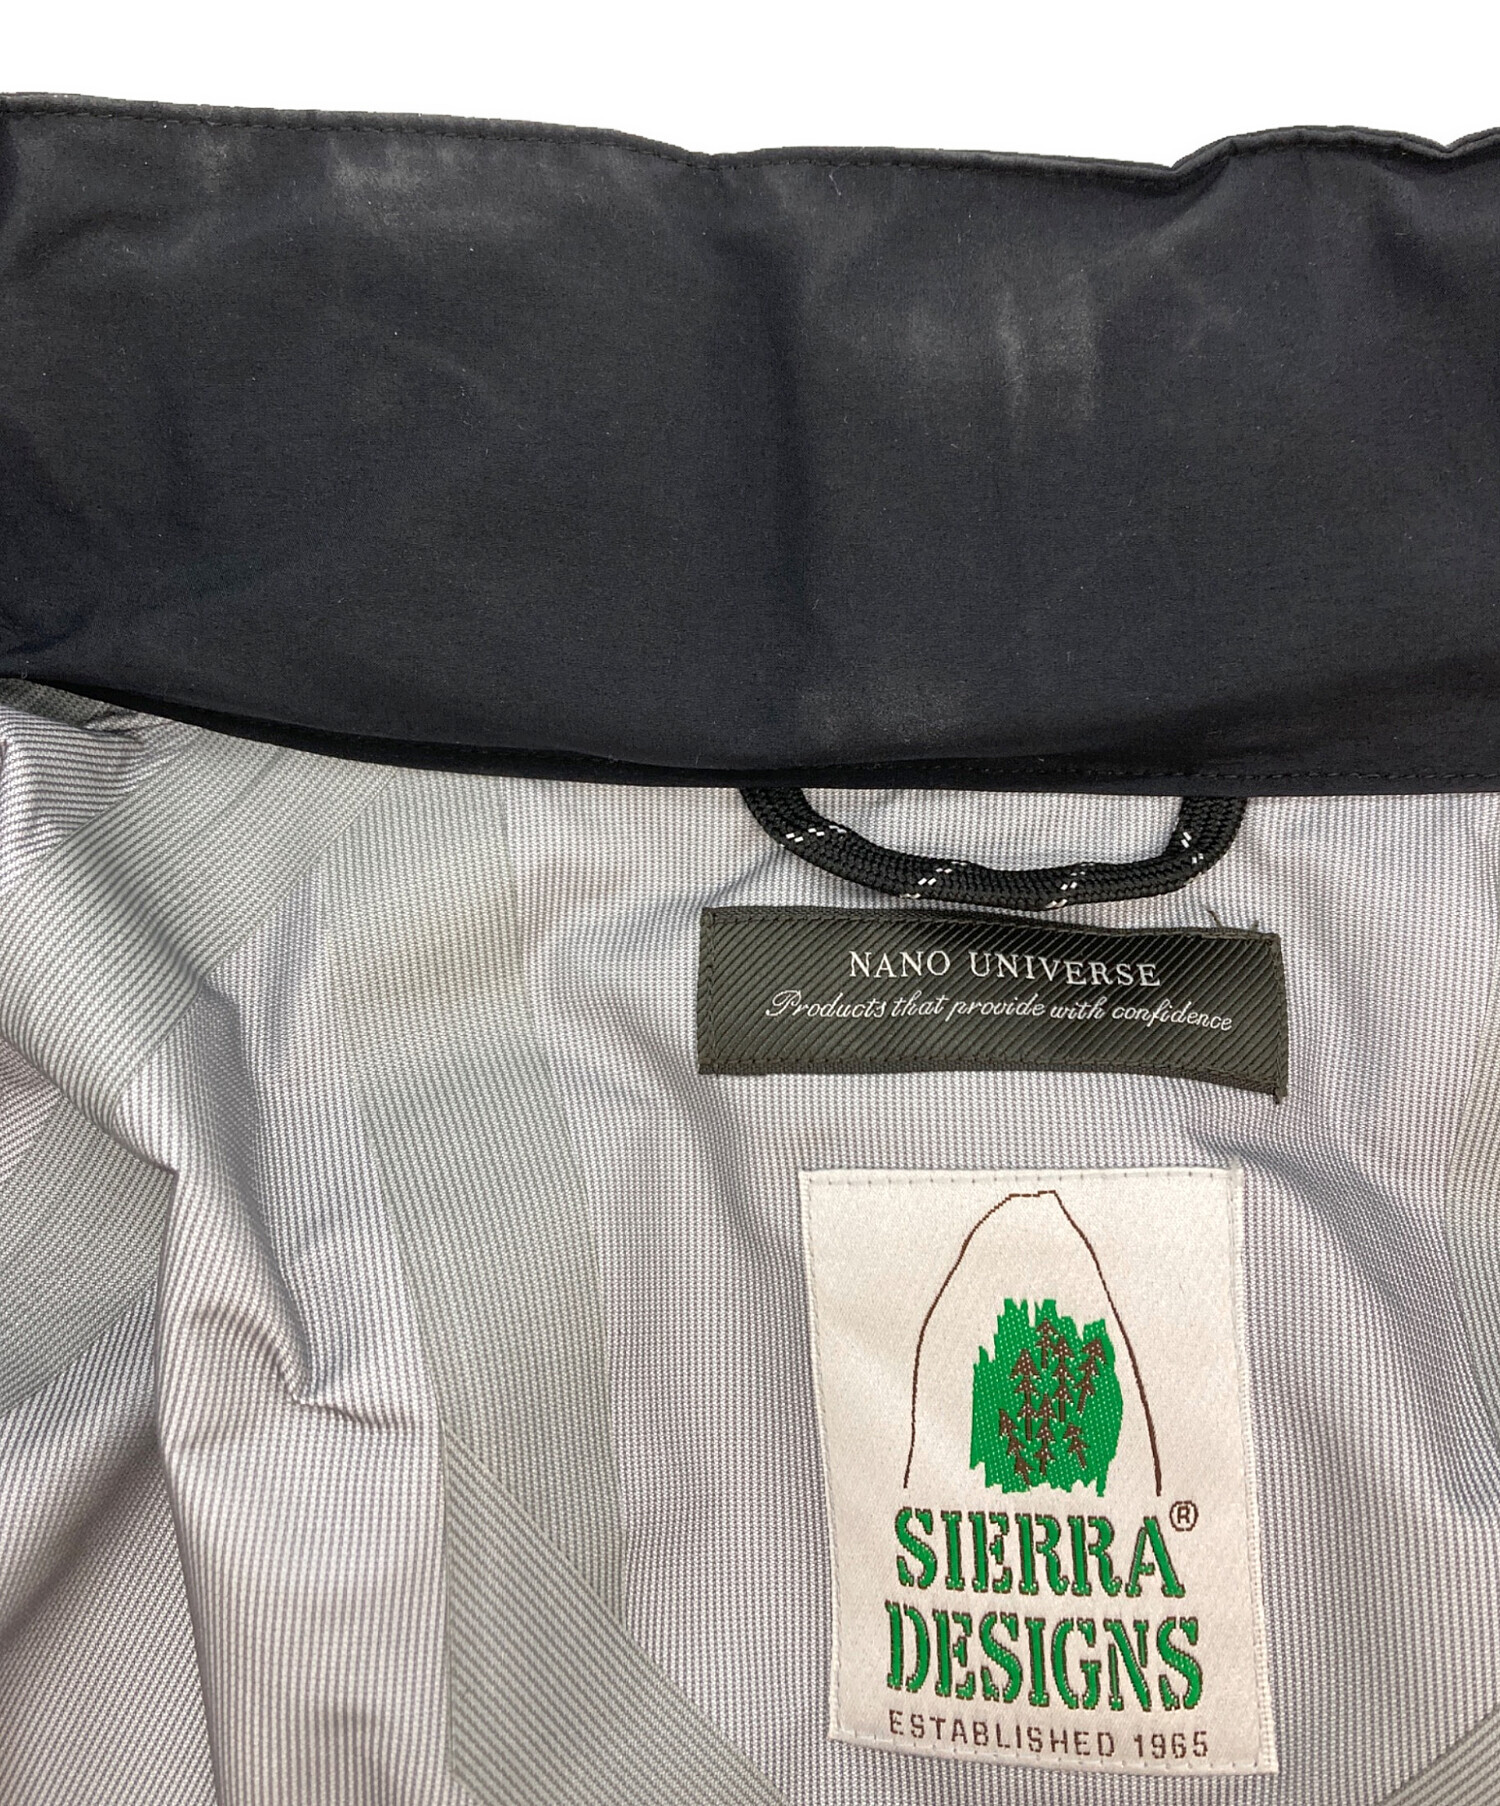 NANO UNIVERSE
Products that provide with confidence
SIERRA®
DESIGNS
ESTABLISHED 1965